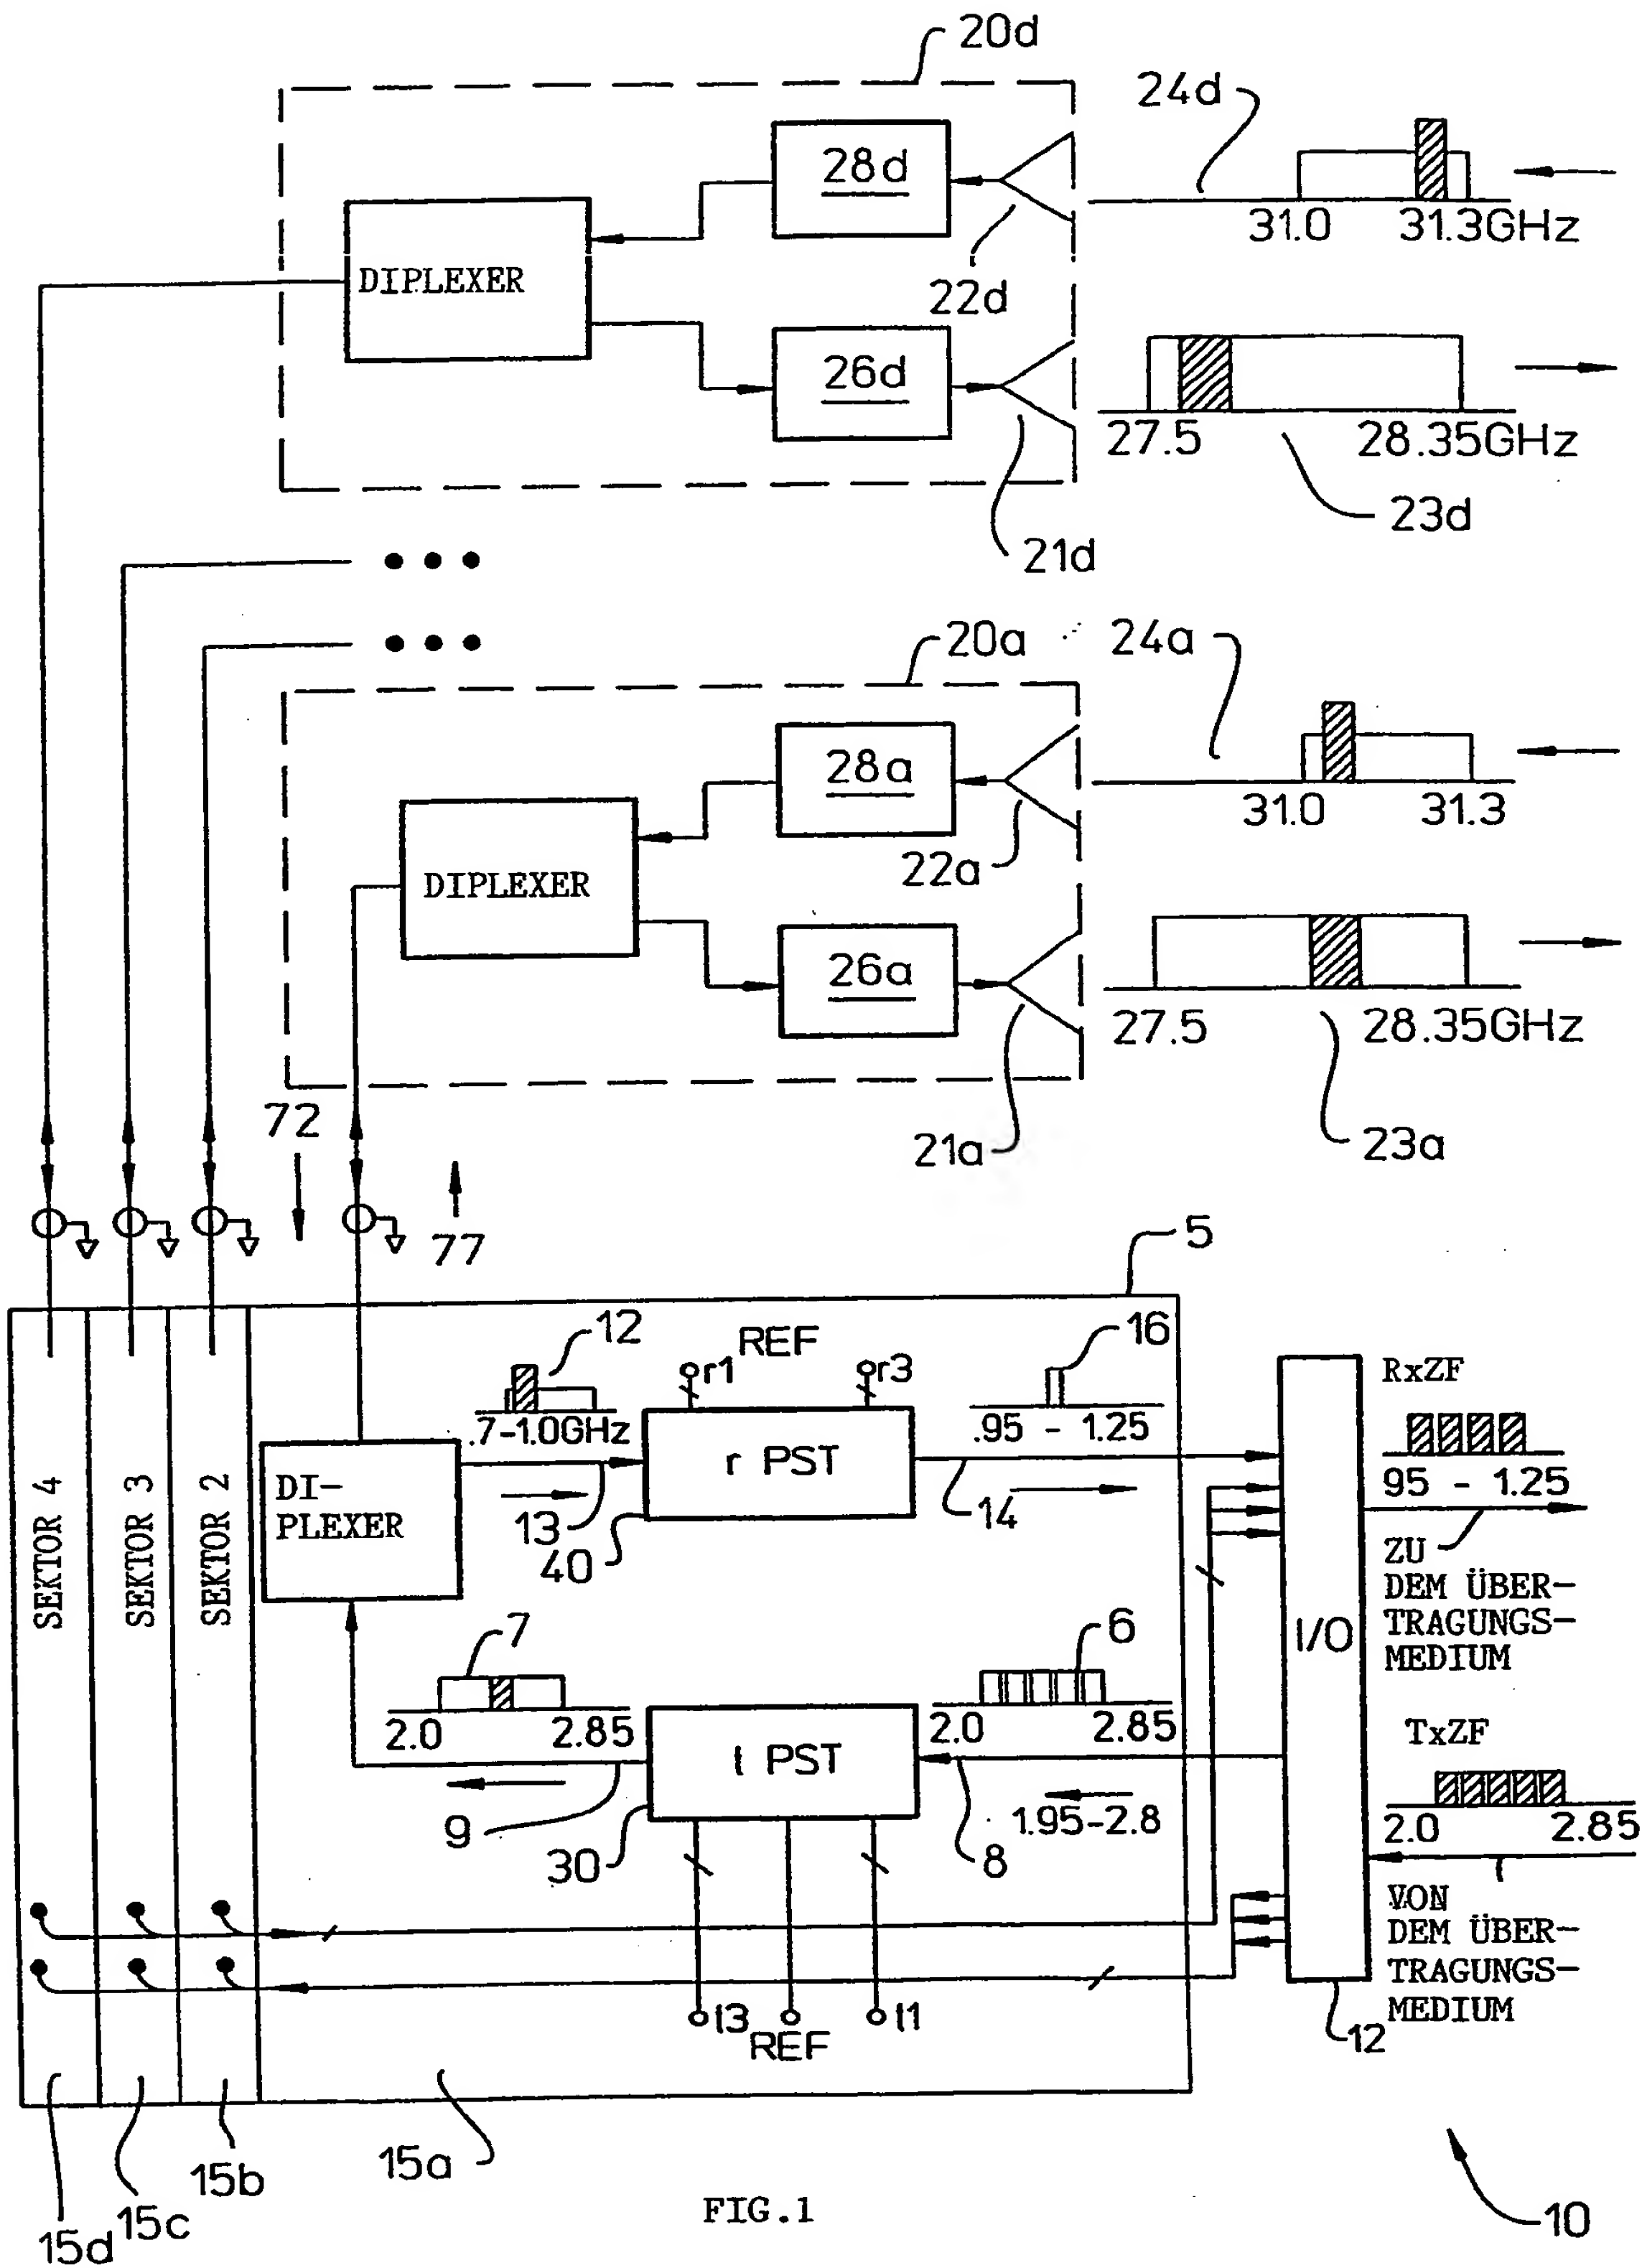 20d
24d
28d
31.0 31.3GHz
DIPLEXER
22d
26d
27.5 28.35GHz
23d
21d
20a
24a
28a
31.0 31.3
22a
DIPLEXER
26a
27.5 28.35GHz
72
21a
23a
77
5
12
REF
16
r1
r3
RxZF
.7-1.0GHz
.95 - 1.25
r PST
95 - 1.25
SEKTOR 4
SEKTOR 3
SEKTOR 2
DI-
PLEXER
13
14
40
ZU
DEM ÜBER-
TRAGUNGS-
MEDIUM
I/O
7
6
2.0 2.85
2.0 2.85
TxZF
l PST
9
1.95-2.8
8
2.0 2.85
30
VON
DEM ÜBER-
TRAGUNGS-
MEDIUM
l3
REF
l1
12
15a
15b
15c
15d
FIG.1
10